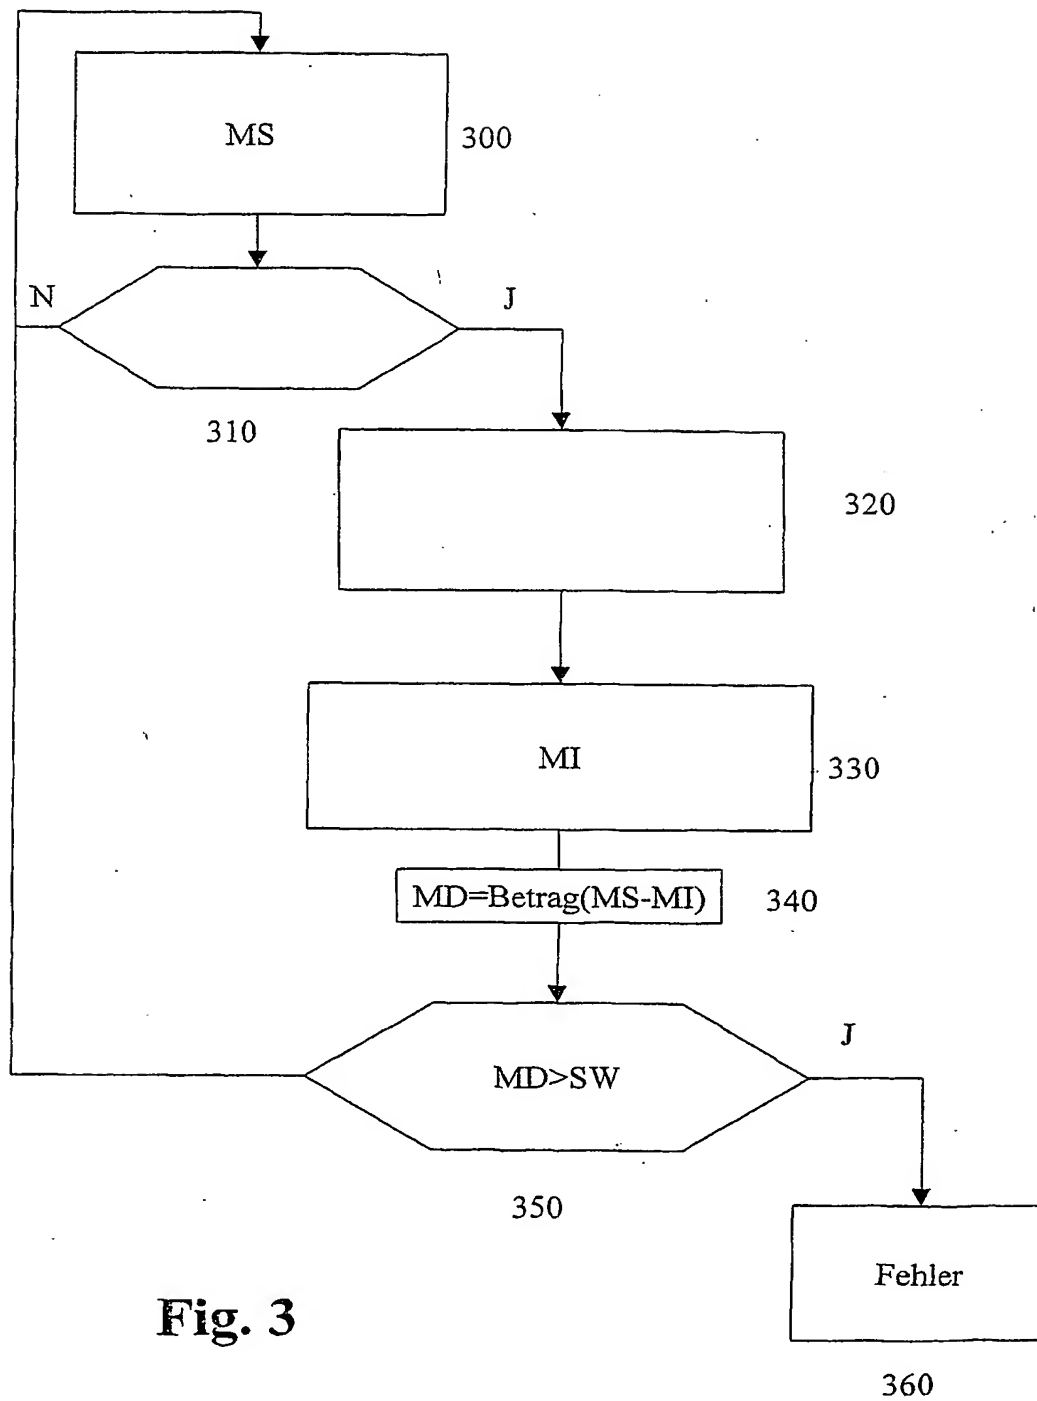 MS
300
N
J
310
320
MI
330
MD=Betrag(MS-MI)
340
J
MD>SW
350
Fehler
Fig. 3
360